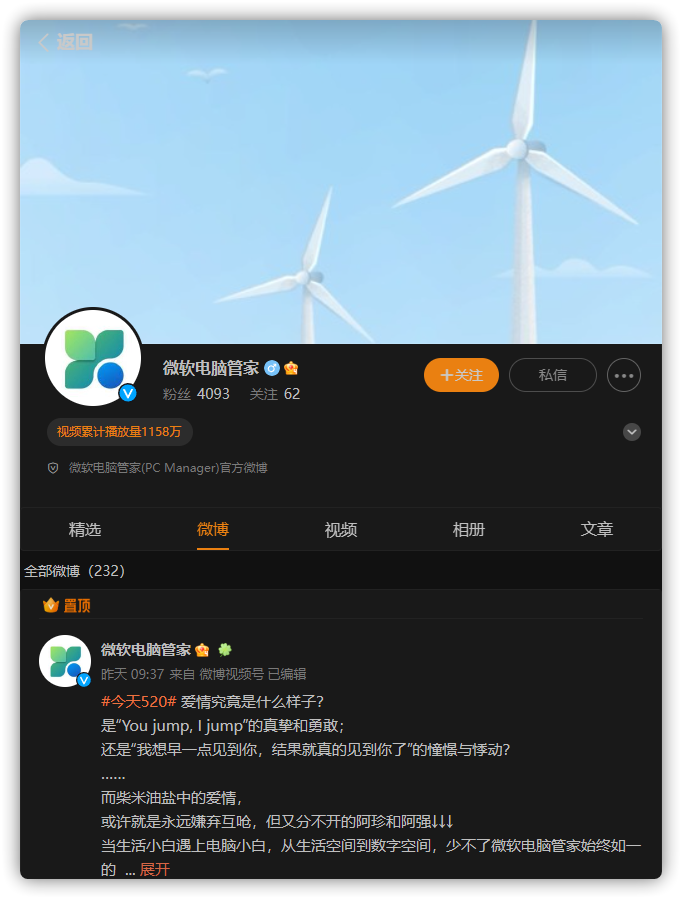 返回
微软电脑管家
粉丝 4093 关注 62
+关注
私信
视频累计播放量1158万
微软电脑管家(PC Manager)官方微博
精选 微博 视频 相册 文章
全部微博（232）
置顶
微软电脑管家
昨天 09:37 来自 微博视频号 已编辑
#今天520# 爱情究竟是什么样子？
是“You jump, I jump”的真挚和勇敢；
还是“我想早一点见到你，结果就真的见到你了”的憧憬与悸动？
……
而柴米油盐中的爱情，
或许就是永远嫌弃互呛，但又分不开的阿珍和阿强↓↓↓
当生活小白遇上电脑小白，从生活空间到数字空间，少不了微软电脑管家始终如一
的 ... 展开